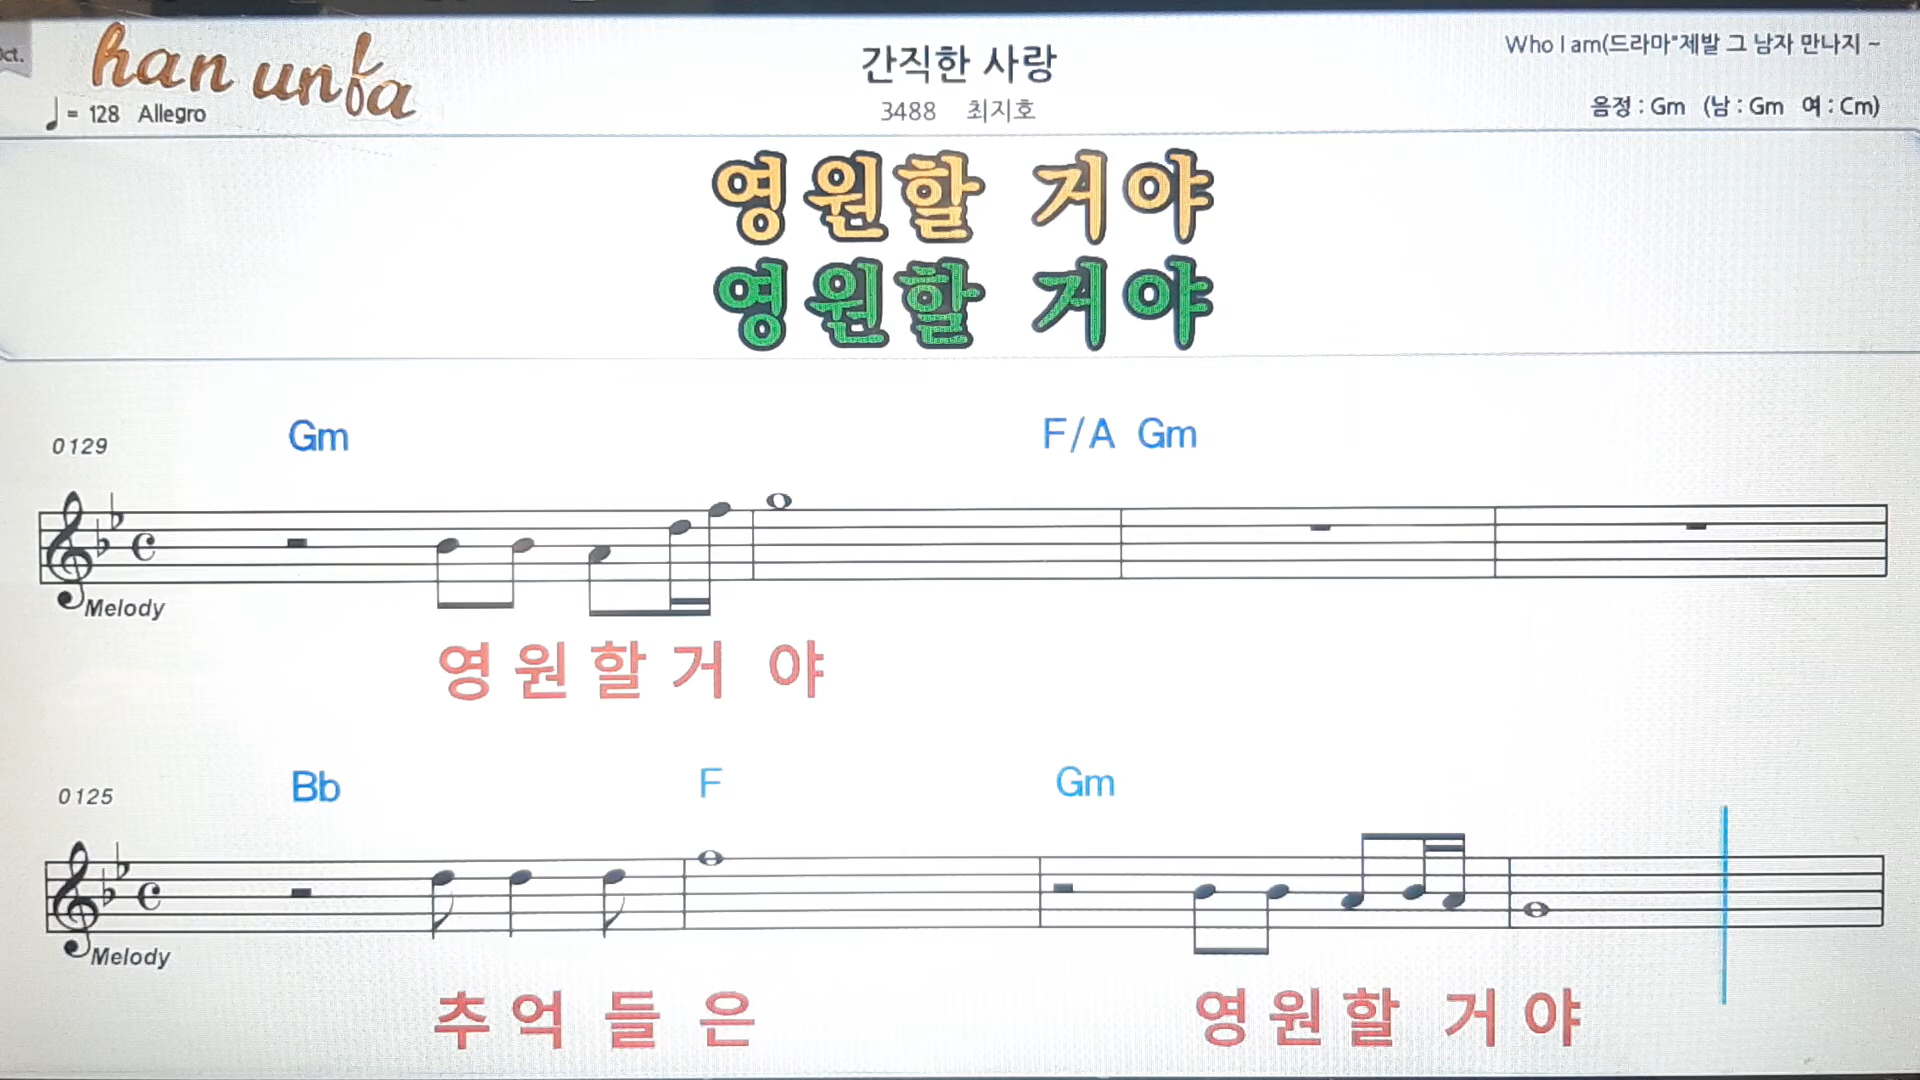 Oct.
han unba
간직한 사랑
Who I am(드라마"제발 그 남자 만나지 ~
= 128 Allegro
3488 최지호
음정 : Gm (남 : Gm 여 : Cm)
영원할 거야
영원할 거야
0129 Gm F/A Gm
Melody
영 원 할 거 야
0125 Bb F Gm
Melody
추 억 들 은 영 원 할 거 야